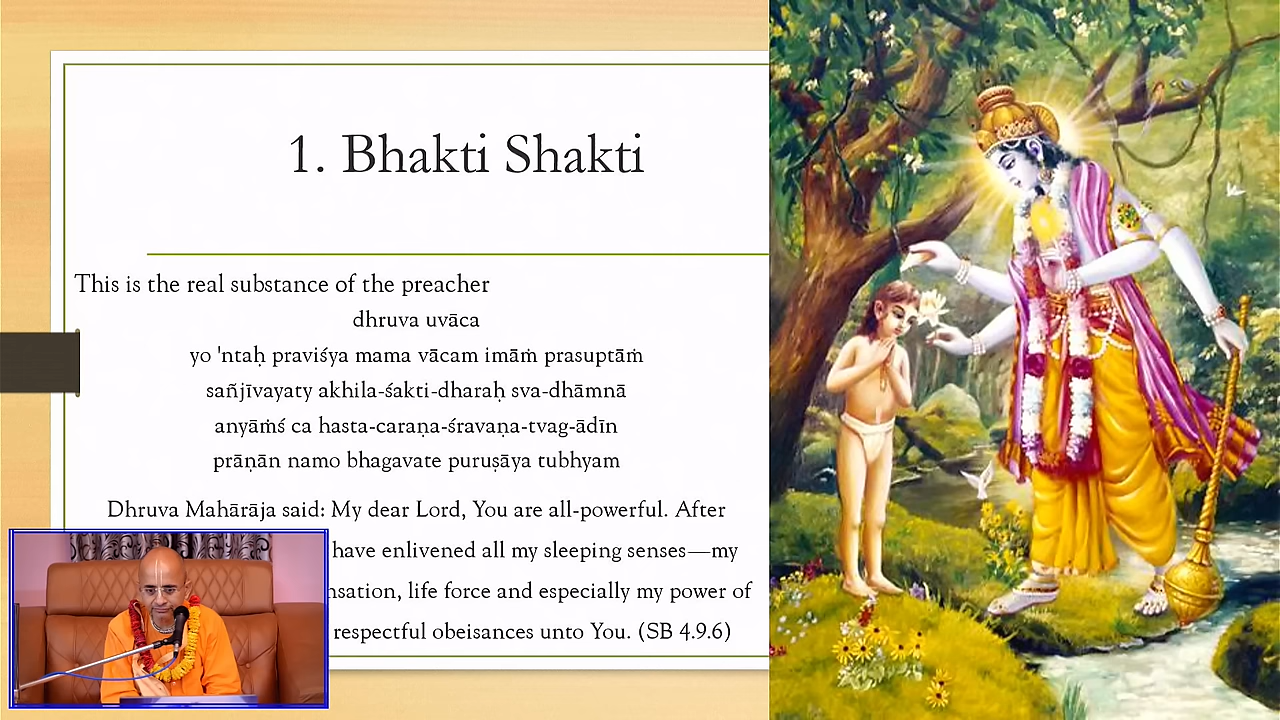 1. Bhakti Shakti
This is the real substance of the preacher
dhruva uvāca
yo 'ntaḥ praviśya mama vācam imāṁ prasuptāṁ
sañjīvayaty akhila-śakti-dharaḥ sva-dhāmnā
anyāṁś ca hasta-caraṇa-śravaṇa-tvag-ādīn
prāṇān namo bhagavate puruṣāya tubhyam
Dhruva Mahārāja said: My dear Lord, You are all-powerful. After
have enlivened all my sleeping senses—my
life force and especially my power of
respectful obeisances unto You. (SB 4.9.6)